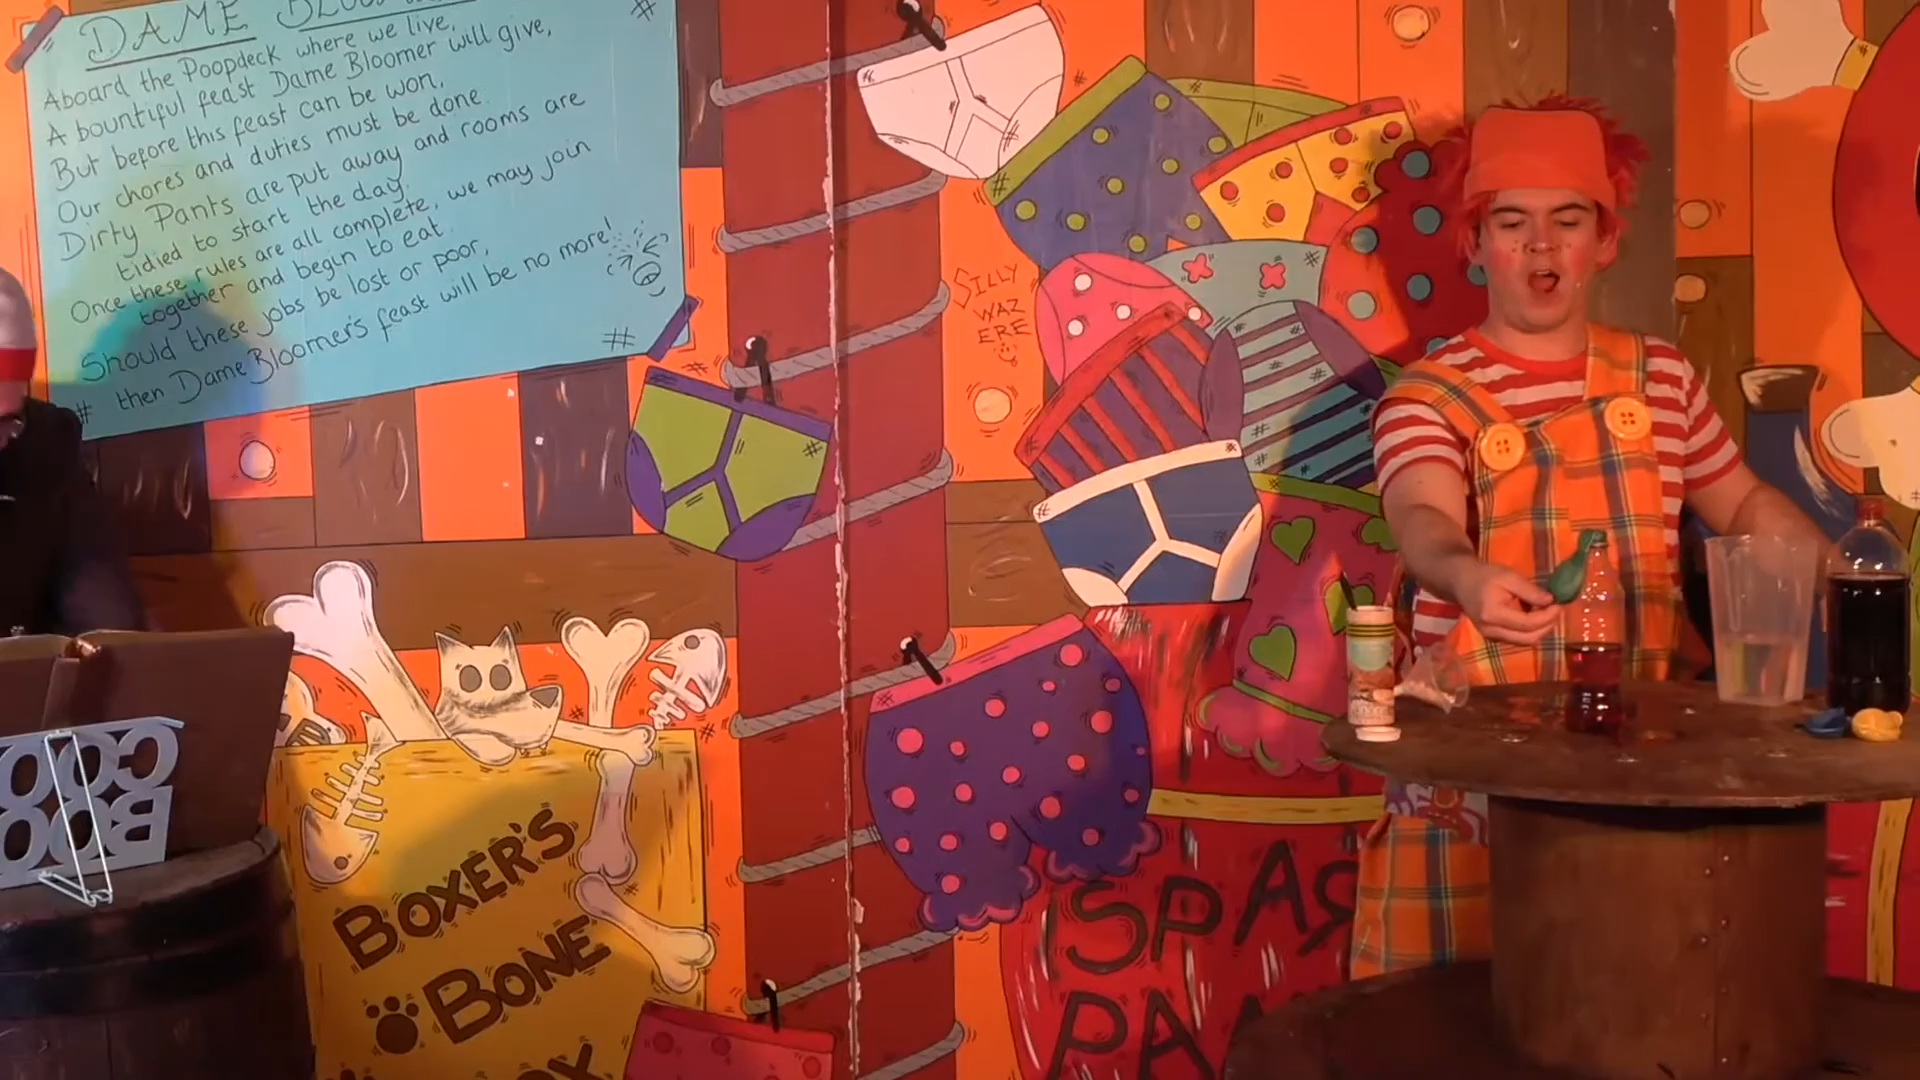 DAME
Aboard the Poopdeck where we live,
A bountiful feast Dame Bloomer will give,
But before this feast can be won,
Our chores and duties must be done.
Dirty Pants are put away and rooms are
tidied to start the day.
Once these rules are all complete, we may join
together and begin to eat.
Should these jobs be lost or poor,
then Dame Bloomer's feast will be no more!
SILLY
WAZ
ERE
BOXER'S
BONE
SPAR
COO
BOO